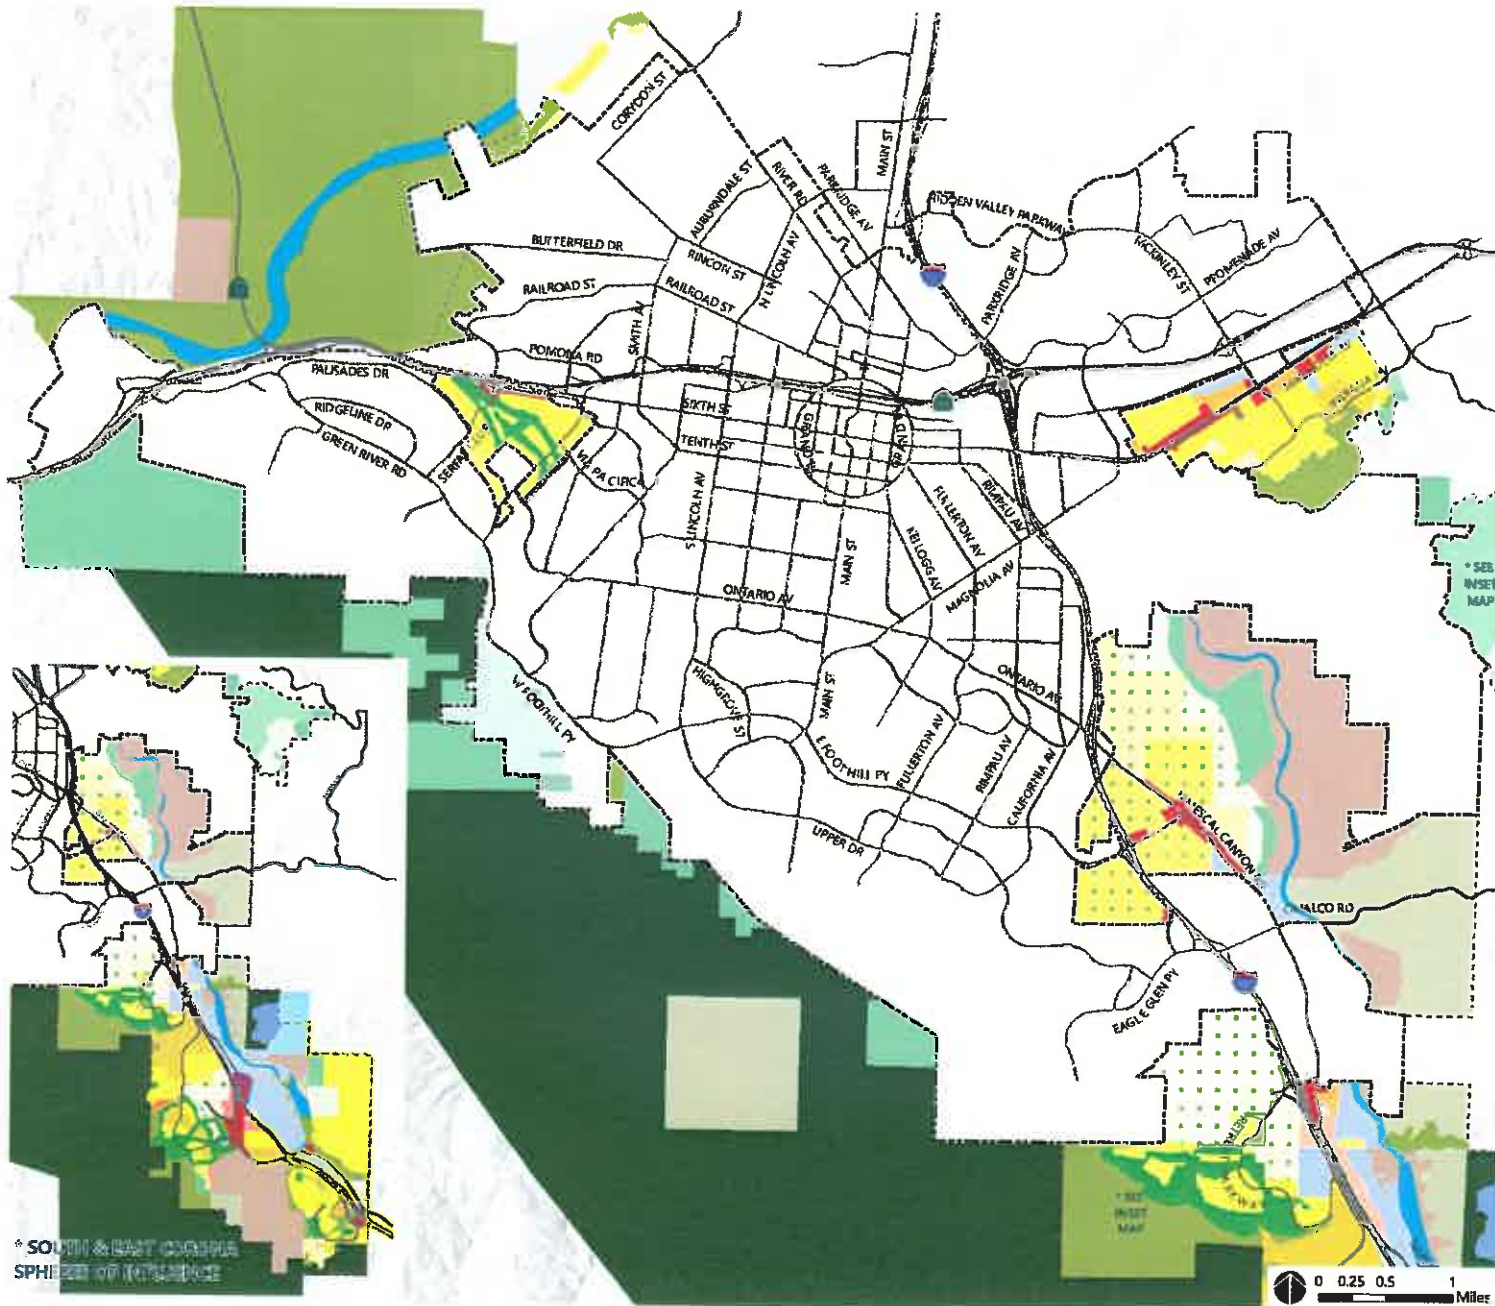 CORYDON ST
MAIN ST
AUBURNDALE ST
RIVER RD
PARKRIDGE AV
HIDDEN VALLEY PARKWAY
BUTTERFIELD DR
RINCON ST
N LINCOLN AV
MCKINLEY ST
PROMENADE AV
PARKRIDGE AV
RAILROAD ST
RAILROAD ST
SMITH AV
POMONA RD
PALISADES DR
SIXTH ST
GRAND
RIDGELINE DR
GREEN RIVER RD
TENTH ST
VIA PACIFICA
S LINCOLN AV
FULLERTON AV
RIMPAU AV
MAIN ST
KELLOGG AV
MAGNOLIA AV
ONTARIO AV
* SEE
INSET
MAP
ONTARIO AV
HIGHGROVE ST
MAIN ST
W FOOTHILL PY
E FOOTHILL PY
FULLERTON AV
RIMPAU AV
CALIFORNIA AV
UPPER DR
CANYON
CAJALCO RD
EAGLE GLEN PY
* SEE
INSET
MAP
* SOUTH & EAST CORONA
SPHERE OF INFLUENCE
0 0.25 0.5 1
Miles